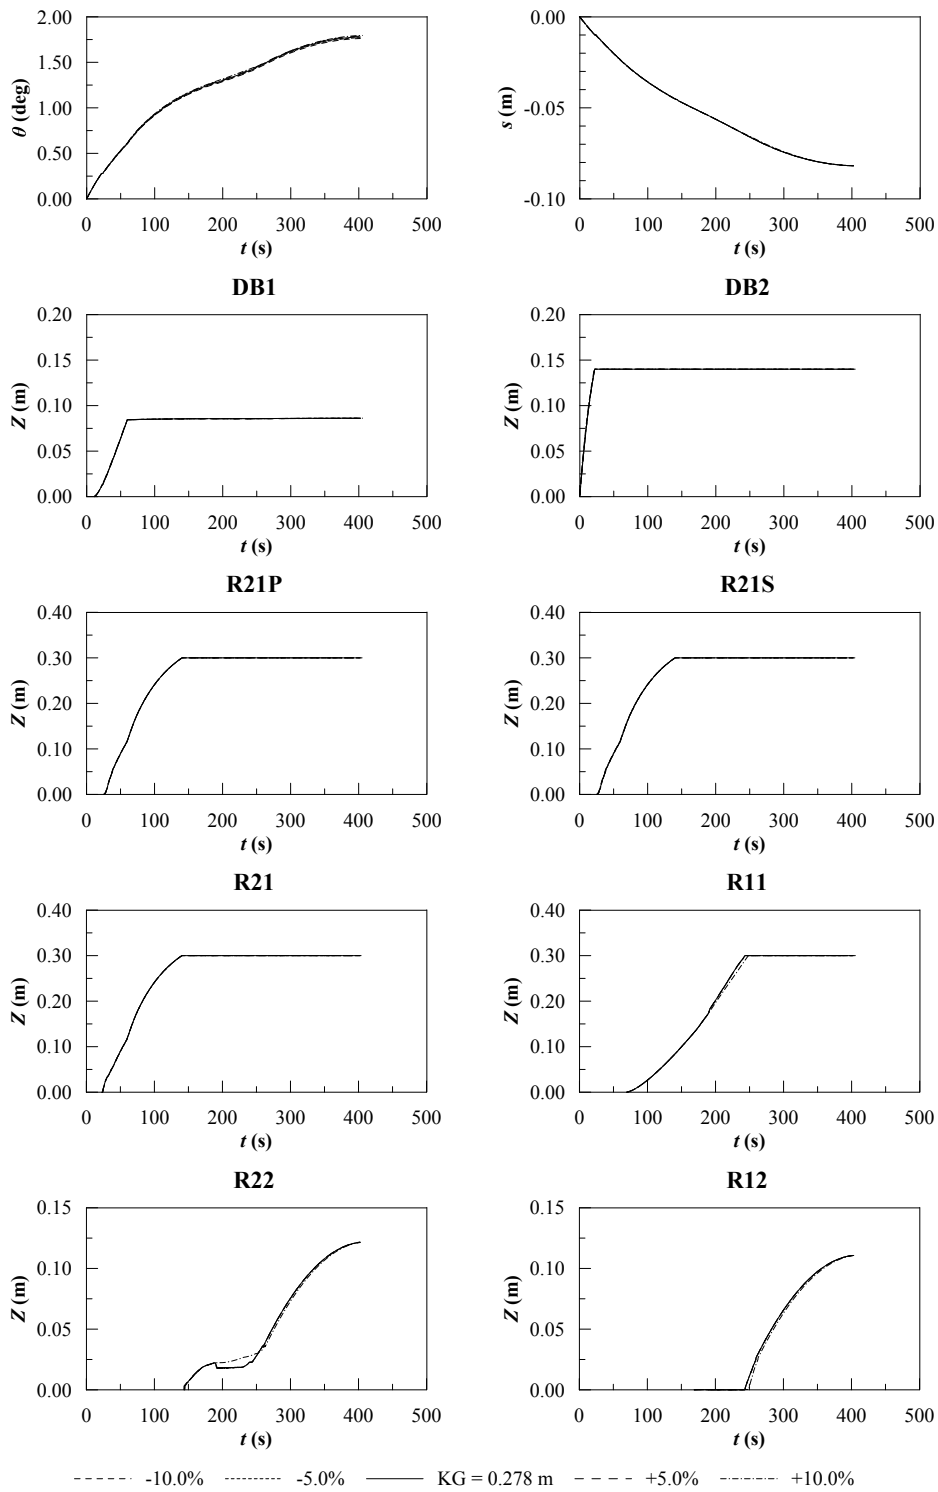 2.00
1.50
1.00
0.50
0.00
θ (deg)
0 100 200 300 400 500
t (s)
0.00
-0.05
-0.10
s (m)
0 100 200 300 400 500
t (s)
DB1
0.20
0.15
0.10
0.05
0.00
Z (m)
0 100 200 300 400 500
t (s)
DB2
0.20
0.15
0.10
0.05
0.00
Z (m)
0 100 200 300 400 500
t (s)
R21P
0.40
0.30
0.20
0.10
0.00
Z (m)
0 100 200 300 400 500
t (s)
R21S
0.40
0.30
0.20
0.10
0.00
Z (m)
0 100 200 300 400 500
t (s)
R21
0.40
0.30
0.20
0.10
0.00
Z (m)
0 100 200 300 400 500
t (s)
R11
0.40
0.30
0.20
0.10
0.00
Z (m)
0 100 200 300 400 500
t (s)
R22
0.15
0.10
0.05
0.00
Z (m)
0 100 200 300 400 500
t (s)
R12
0.15
0.10
0.05
0.00
Z (m)
0 100 200 300 400 500
t (s)
-10.0% -5.0% KG = 0.278 m +5.0% +10.0%